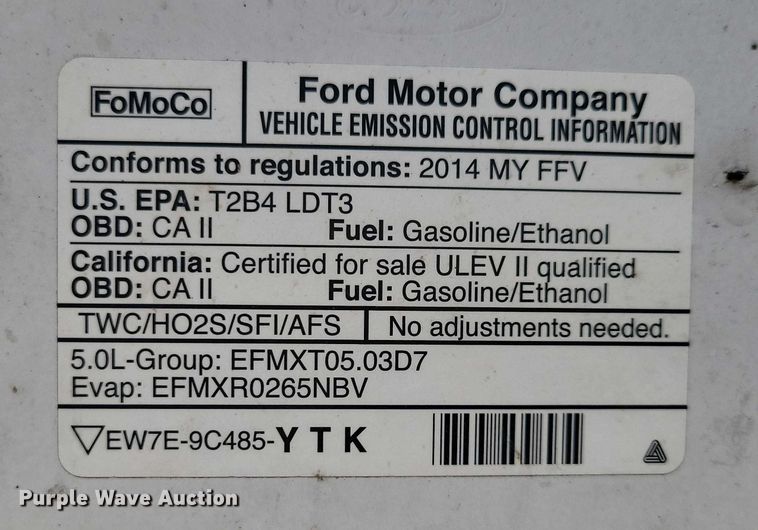 FoMoCo
Ford Motor Company
VEHICLE EMISSION CONTROL INFORMATION
Conforms to regulations: 2014 MY FFV
U.S. EPA: T2B4 LDT3
OBD: CA II Fuel: Gasoline/Ethanol
California: Certified for sale ULEV II qualified
OBD: CA II Fuel: Gasoline/Ethanol
TWC/HO2S/SFI/AFS No adjustments needed.
5.0L-Group: EFMXT05.03D7
Evap: EFMXR0265NBV
EW7E-9C485-Y T K
Purple Wave Auction